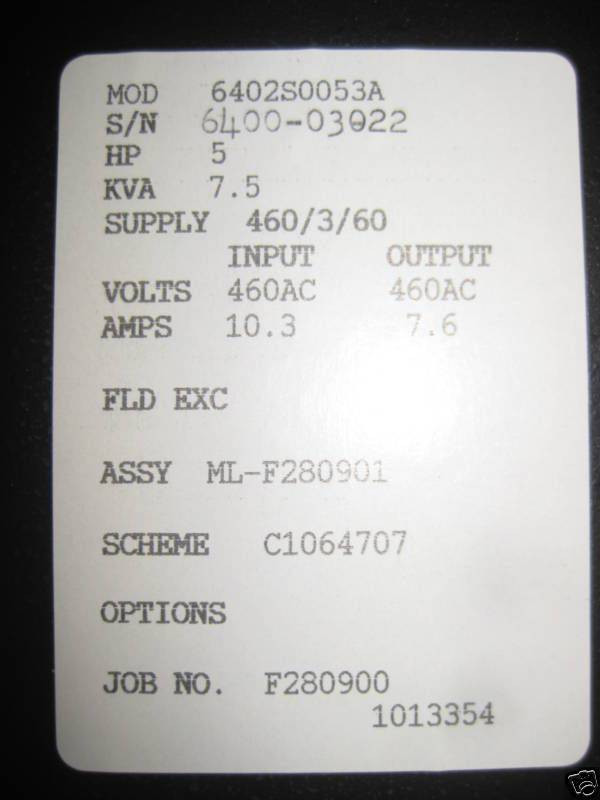 MOD 6402S0053A
S/N 6400-03022
HP 5
KVA 7.5
SUPPLY 460/3/60
INPUT OUTPUT
VOLTS 460AC 460AC
AMPS 10.3 7.6
FLD EXC
ASSY ML-F280901
SCHEME C1064707
OPTIONS
JOB NO. F280900
1013354